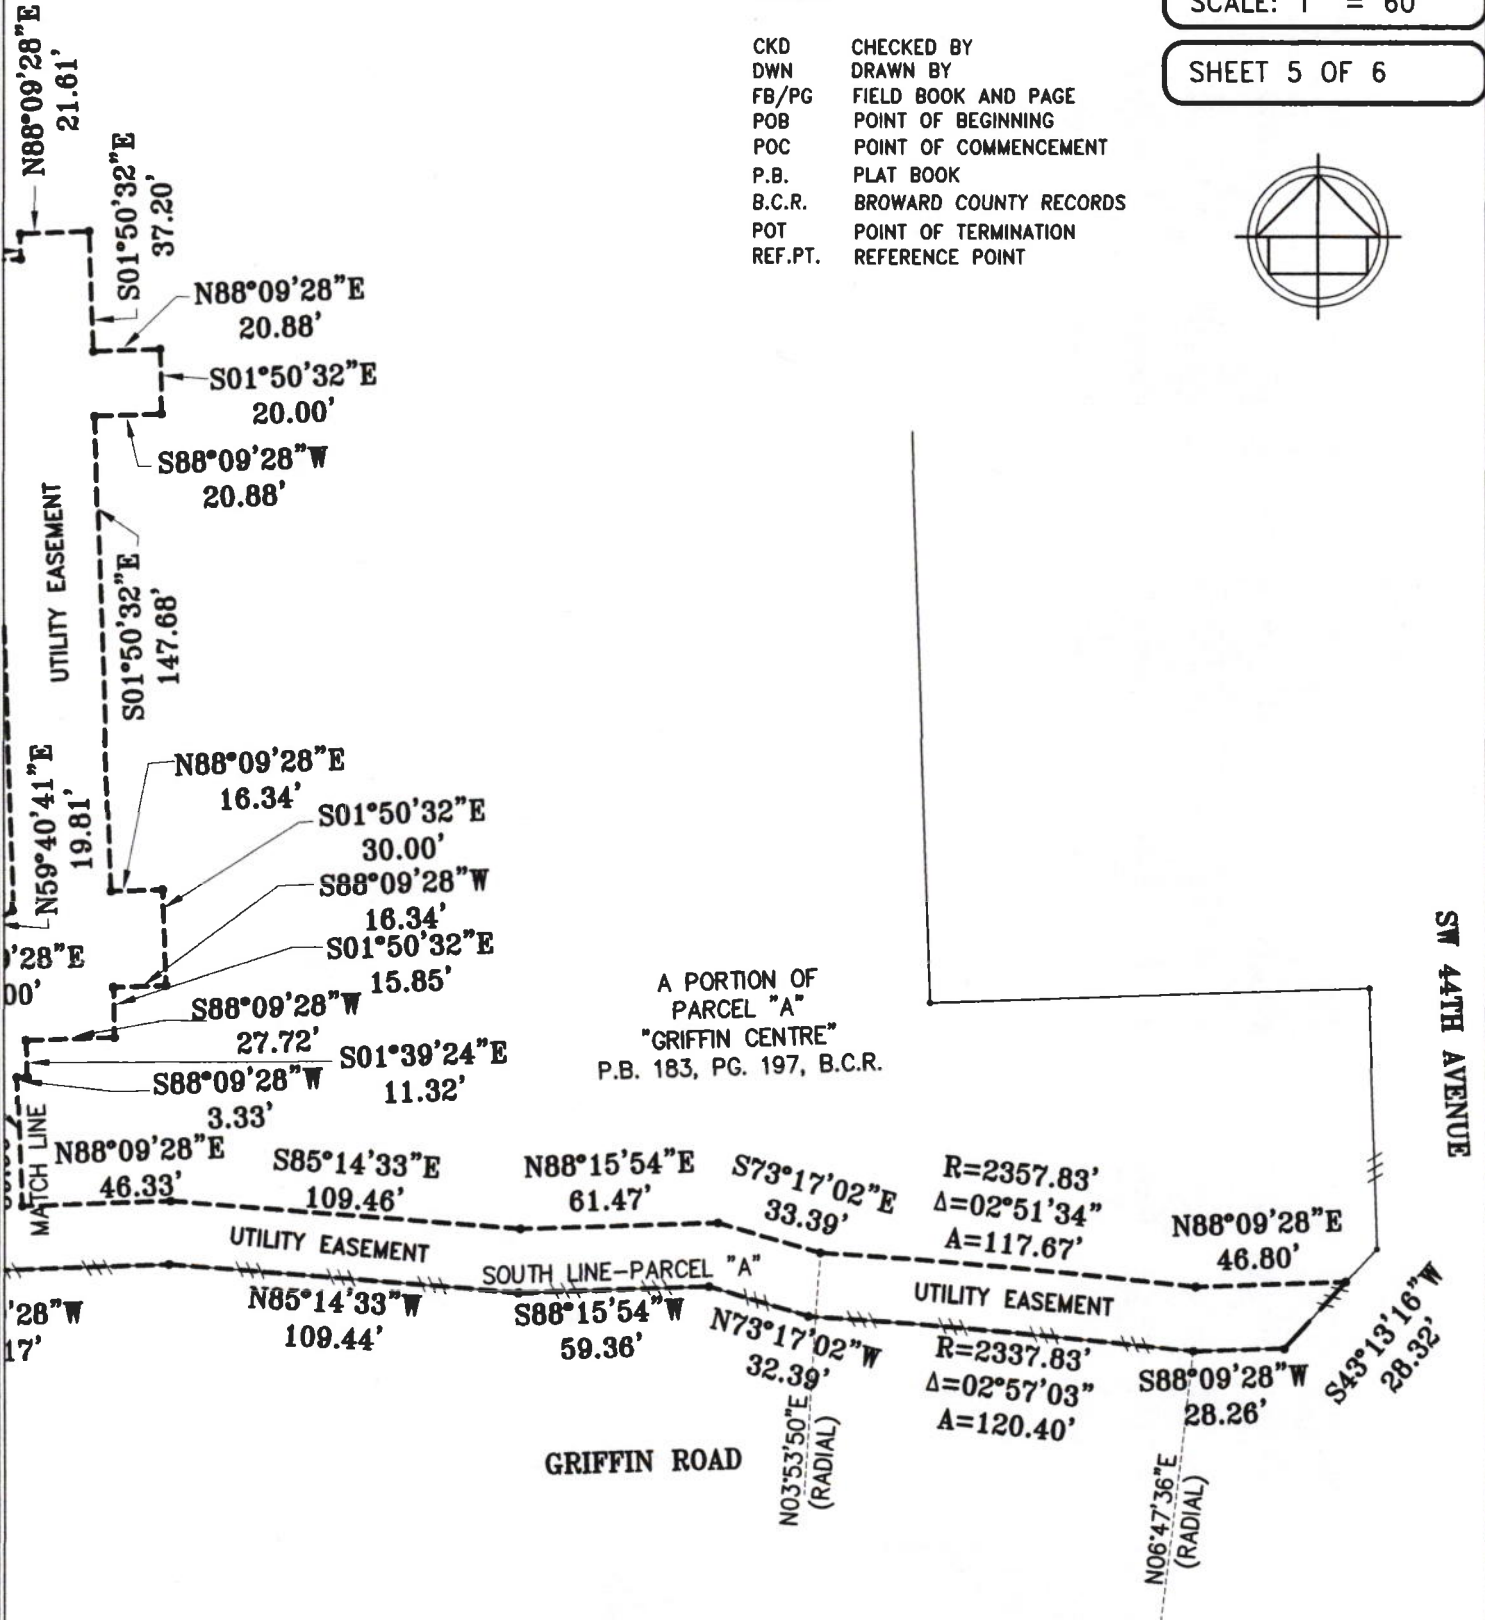 SCALE: 1" = 60'
SHEET 5 OF 6
CKD CHECKED BY
DWN DRAWN BY
FB/PG FIELD BOOK AND PAGE
POB POINT OF BEGINNING
POC POINT OF COMMENCEMENT
P.B. PLAT BOOK
B.C.R. BROWARD COUNTY RECORDS
POT POINT OF TERMINATION
REF.PT. REFERENCE POINT
N88°09'28"E
21.61'
S01°50'32"E
37.20'
N88°09'28"E
20.88'
S01°50'32"E
20.00'
S88°09'28"W
20.88'
UTILITY EASEMENT
S01°50'32"E
147.68'
N88°09'28"E
16.34'
N59°40'41"E
19.81'
S01°50'32"E
30.00'
S88°09'28"W
16.34'
S01°50'32"E
15.85'
'28"E
00'
S88°09'28"W
27.72'
S01°39'24"E
11.32'
S88°09'28"W
3.33'
A PORTION OF
PARCEL "A"
"GRIFFIN CENTRE"
P.B. 183, PG. 197, B.C.R.
SW 44TH AVENUE
MATCH LINE
N88°09'28"E
46.33'
S85°14'33"E
109.46'
N88°15'54"E
61.47'
S73°17'02"E
33.39'
R=2357.83'
Δ=02°51'34"
A=117.67'
N88°09'28"E
46.80'
UTILITY EASEMENT
SOUTH LINE-PARCEL "A"
UTILITY EASEMENT
'28"W
17'
N85°14'33"W
109.44'
S88°15'54"W
59.36'
N73°17'02"W
32.39'
R=2337.83'
Δ=02°57'03"
A=120.40'
S88°09'28"W
28.26'
S43°13'16"W
28.32'
GRIFFIN ROAD
N03°53'50"E
(RADIAL)
N06°47'36"E
(RADIAL)